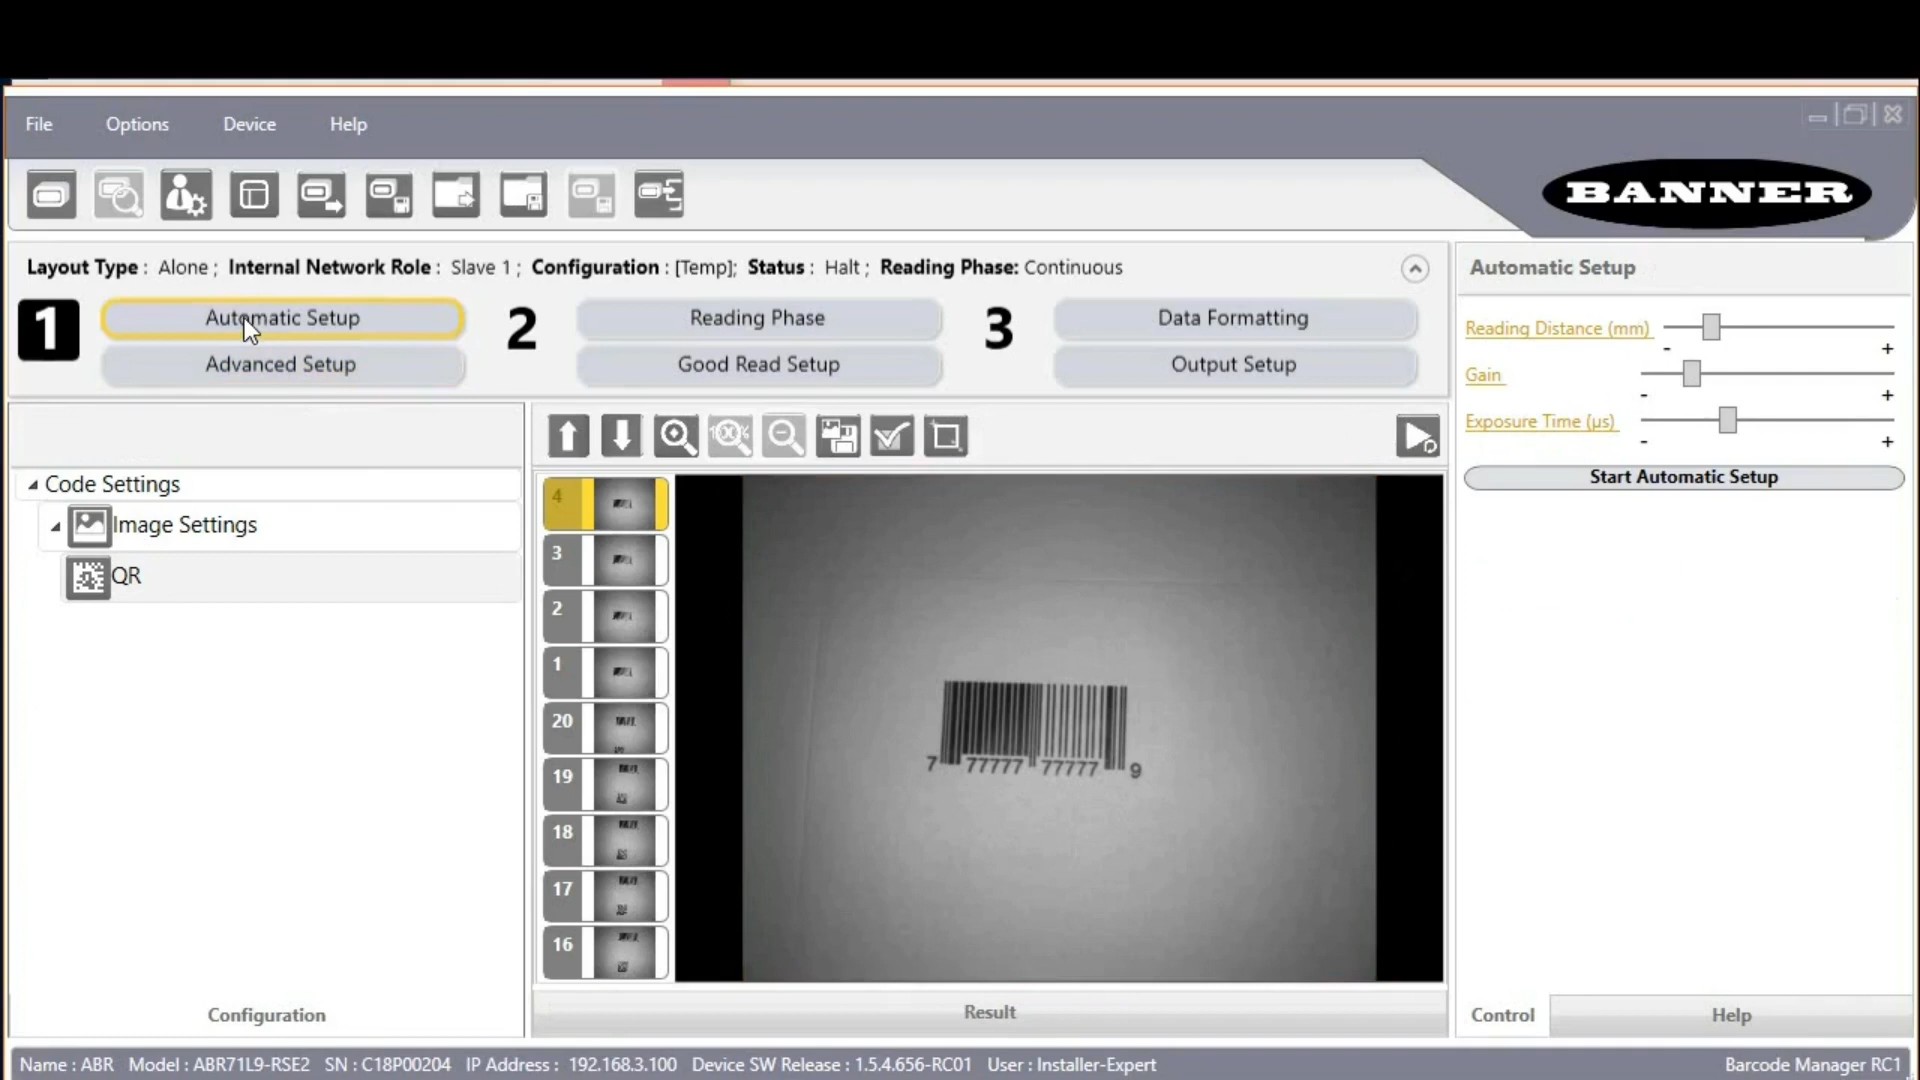 File Options Device Help
BANNER
Layout Type : Alone ; Internal Network Role : Slave 1 ; Configuration : [Temp]; Status : Halt ; Reading Phase: Continuous
1 Automatic Setup
Advanced Setup
2 Reading Phase
Good Read Setup
3 Data Formatting
Output Setup
Code Settings
Image Settings
QR
Configuration
100%
4
3
2
1
20
19
18
17
16
7 77777 77777 9
Result
Automatic Setup
Reading Distance (mm)
- +
Gain
- +
Exposure Time (µs)
- +
Start Automatic Setup
Control Help
Name : ABR Model : ABR71L9-RSE2 SN : C18P00204 IP Address : 192.168.3.100 Device SW Release : 1.5.4.656-RC01 User : Installer-Expert Barcode Manager RC1